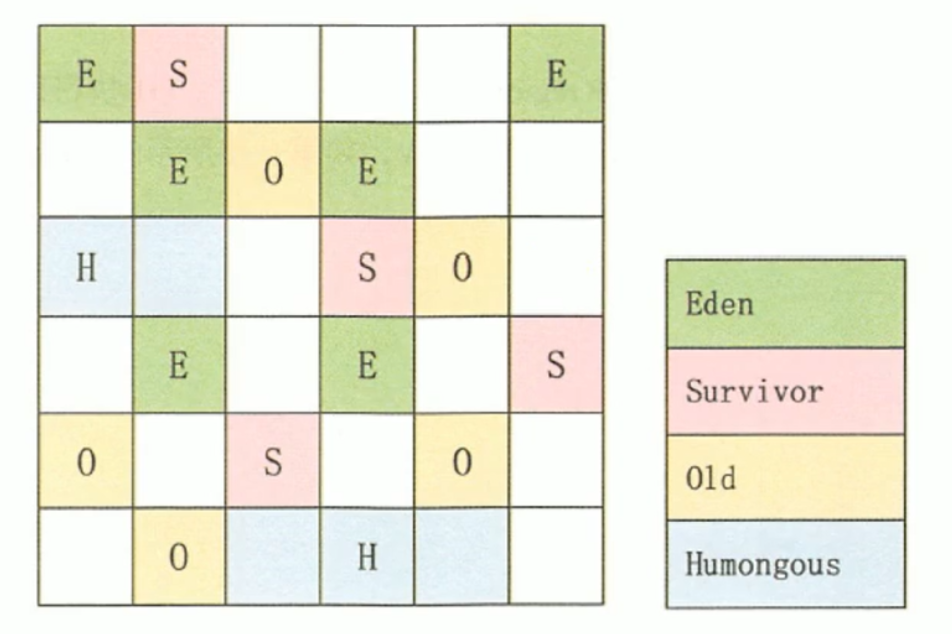 E S E
E O E
H S O
E E S
O S O
O H
Eden
Survivor
Old
Humongous